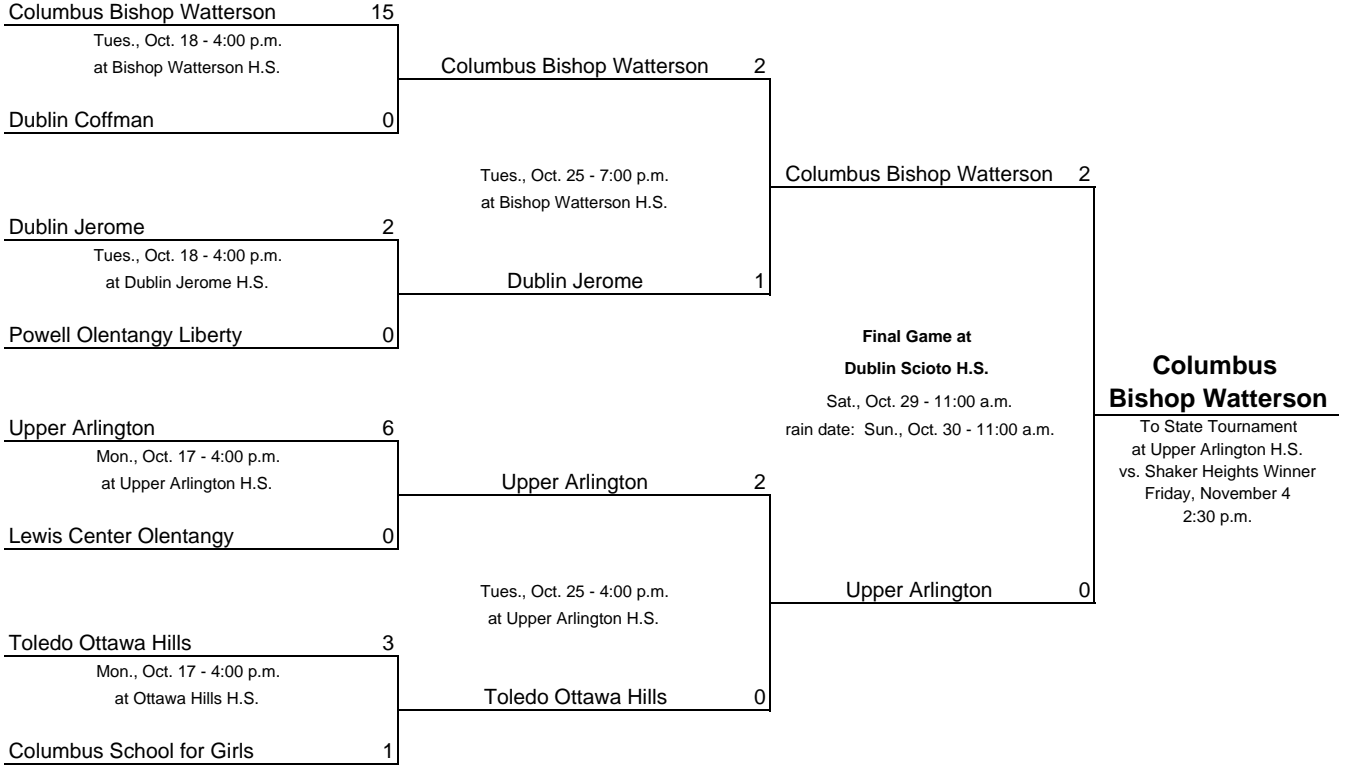 Columbus Bishop Watterson 15
Tues., Oct. 18 - 4:00 p.m.
at Bishop Watterson H.S.
Dublin Coffman 0
Dublin Jerome 2
Tues., Oct. 18 - 4:00 p.m.
at Dublin Jerome H.S.
Powell Olentangy Liberty 0
Upper Arlington 6
Mon., Oct. 17 - 4:00 p.m.
at Upper Arlington H.S.
Lewis Center Olentangy 0
Toledo Ottawa Hills 3
Mon., Oct. 17 - 4:00 p.m.
at Ottawa Hills H.S.
Columbus School for Girls 1
Columbus Bishop Watterson 2
Tues., Oct. 25 - 7:00 p.m.
at Bishop Watterson H.S.
Dublin Jerome 1
Upper Arlington 2
Tues., Oct. 25 - 4:00 p.m.
at Upper Arlington H.S.
Toledo Ottawa Hills 0
Columbus Bishop Watterson 2
Final Game at
Dublin Scioto H.S.
Sat., Oct. 29 - 11:00 a.m.
rain date: Sun., Oct. 30 - 11:00 a.m.
Upper Arlington 0
Columbus
Bishop Watterson
To State Tournament
at Upper Arlington H.S.
vs. Shaker Heights Winner
Friday, November 4
2:30 p.m.